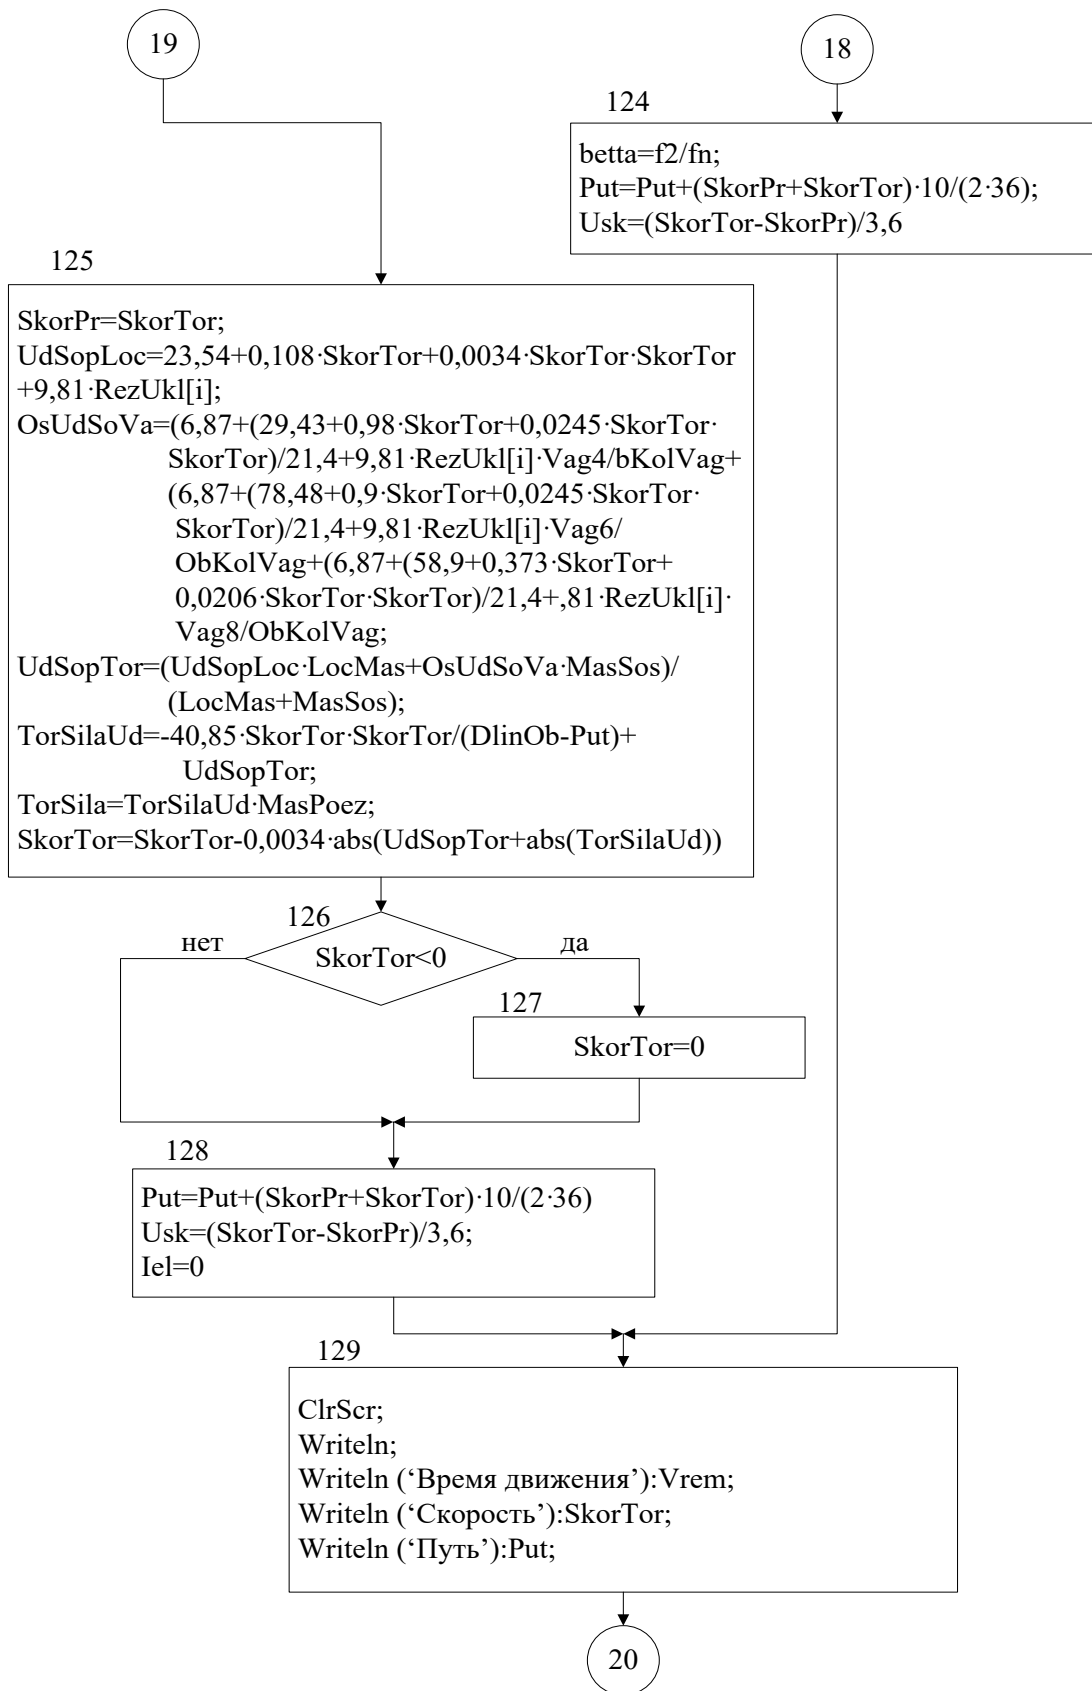 19
18
124
betta=f2/fn;
Put=Put+(SkorPr+SkorTor)·10/(2·36);
Usk=(SkorTor-SkorPr)/3,6
125
SkorPr=SkorTor;
UdSopLoc=23,54+0,108·SkorTor+0,0034·SkorTor·SkorTor
+9,81·RezUkl[i];
OsUdSoVa=(6,87+(29,43+0,98·SkorTor+0,0245·SkorTor·
SkorTor)/21,4+9,81·RezUkl[i]·Vag4/bKolVag+
(6,87+(78,48+0,9·SkorTor+0,0245·SkorTor·
SkorTor)/21,4+9,81·RezUkl[i]·Vag6/
ObKolVag+(6,87+(58,9+0,373·SkorTor+
0,0206·SkorTor·SkorTor)/21,4+,81·RezUkl[i]·
Vag8/ObKolVag;
UdSopTor=(UdSopLoc·LocMas+OsUdSoVa·MasSos)/
(LocMas+MasSos);
TorSilaUd=-40,85·SkorTor·SkorTor/(DlinOb-Put)+
UdSopTor;
TorSila=TorSilaUd·MasPoez;
SkorTor=SkorTor-0,0034·abs(UdSopTor+abs(TorSilaUd))
126
нет
SkorTor<0
да
127
SkorTor=0
128
Put=Put+(SkorPr+SkorTor)·10/(2·36)
Usk=(SkorTor-SkorPr)/3,6;
Iel=0
129
ClrScr;
Writeln;
Writeln (‘Время движения’):Vrem;
Writeln (‘Скорость’):SkorTor;
Writeln (‘Путь’):Put;
20